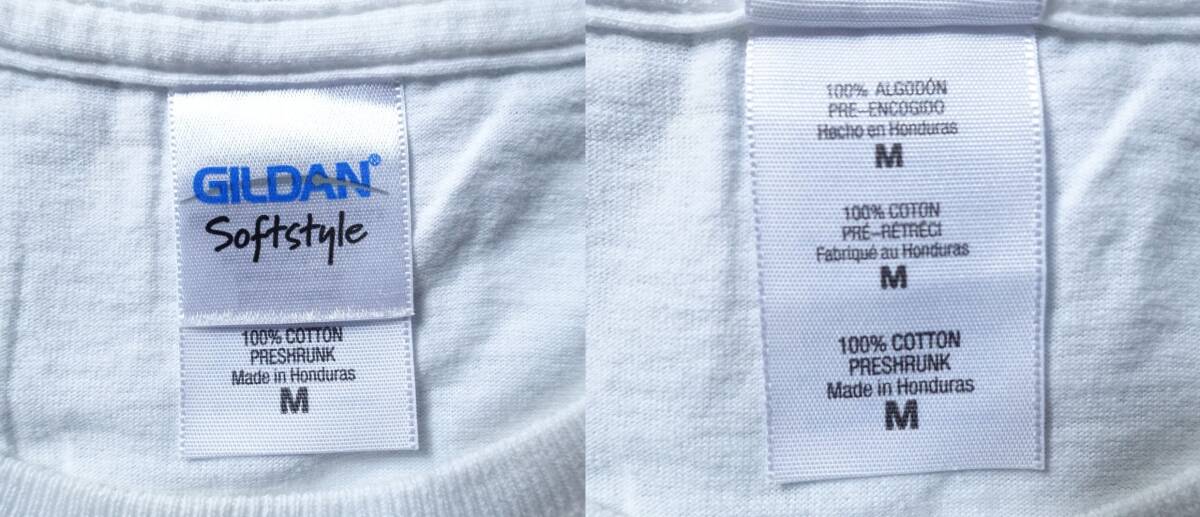 GILDAN®
Softstyle
100% COTTON
PRESHRUNK
Made in Honduras
M
100% ALGODÓN
PRE-ENCOGIDO
Hecho en Honduras
M
100% COTON
PRÉ-RÉTRÉCI
Fabriqué au Honduras
M
100% COTTON
PRESHRUNK
Made in Honduras
M